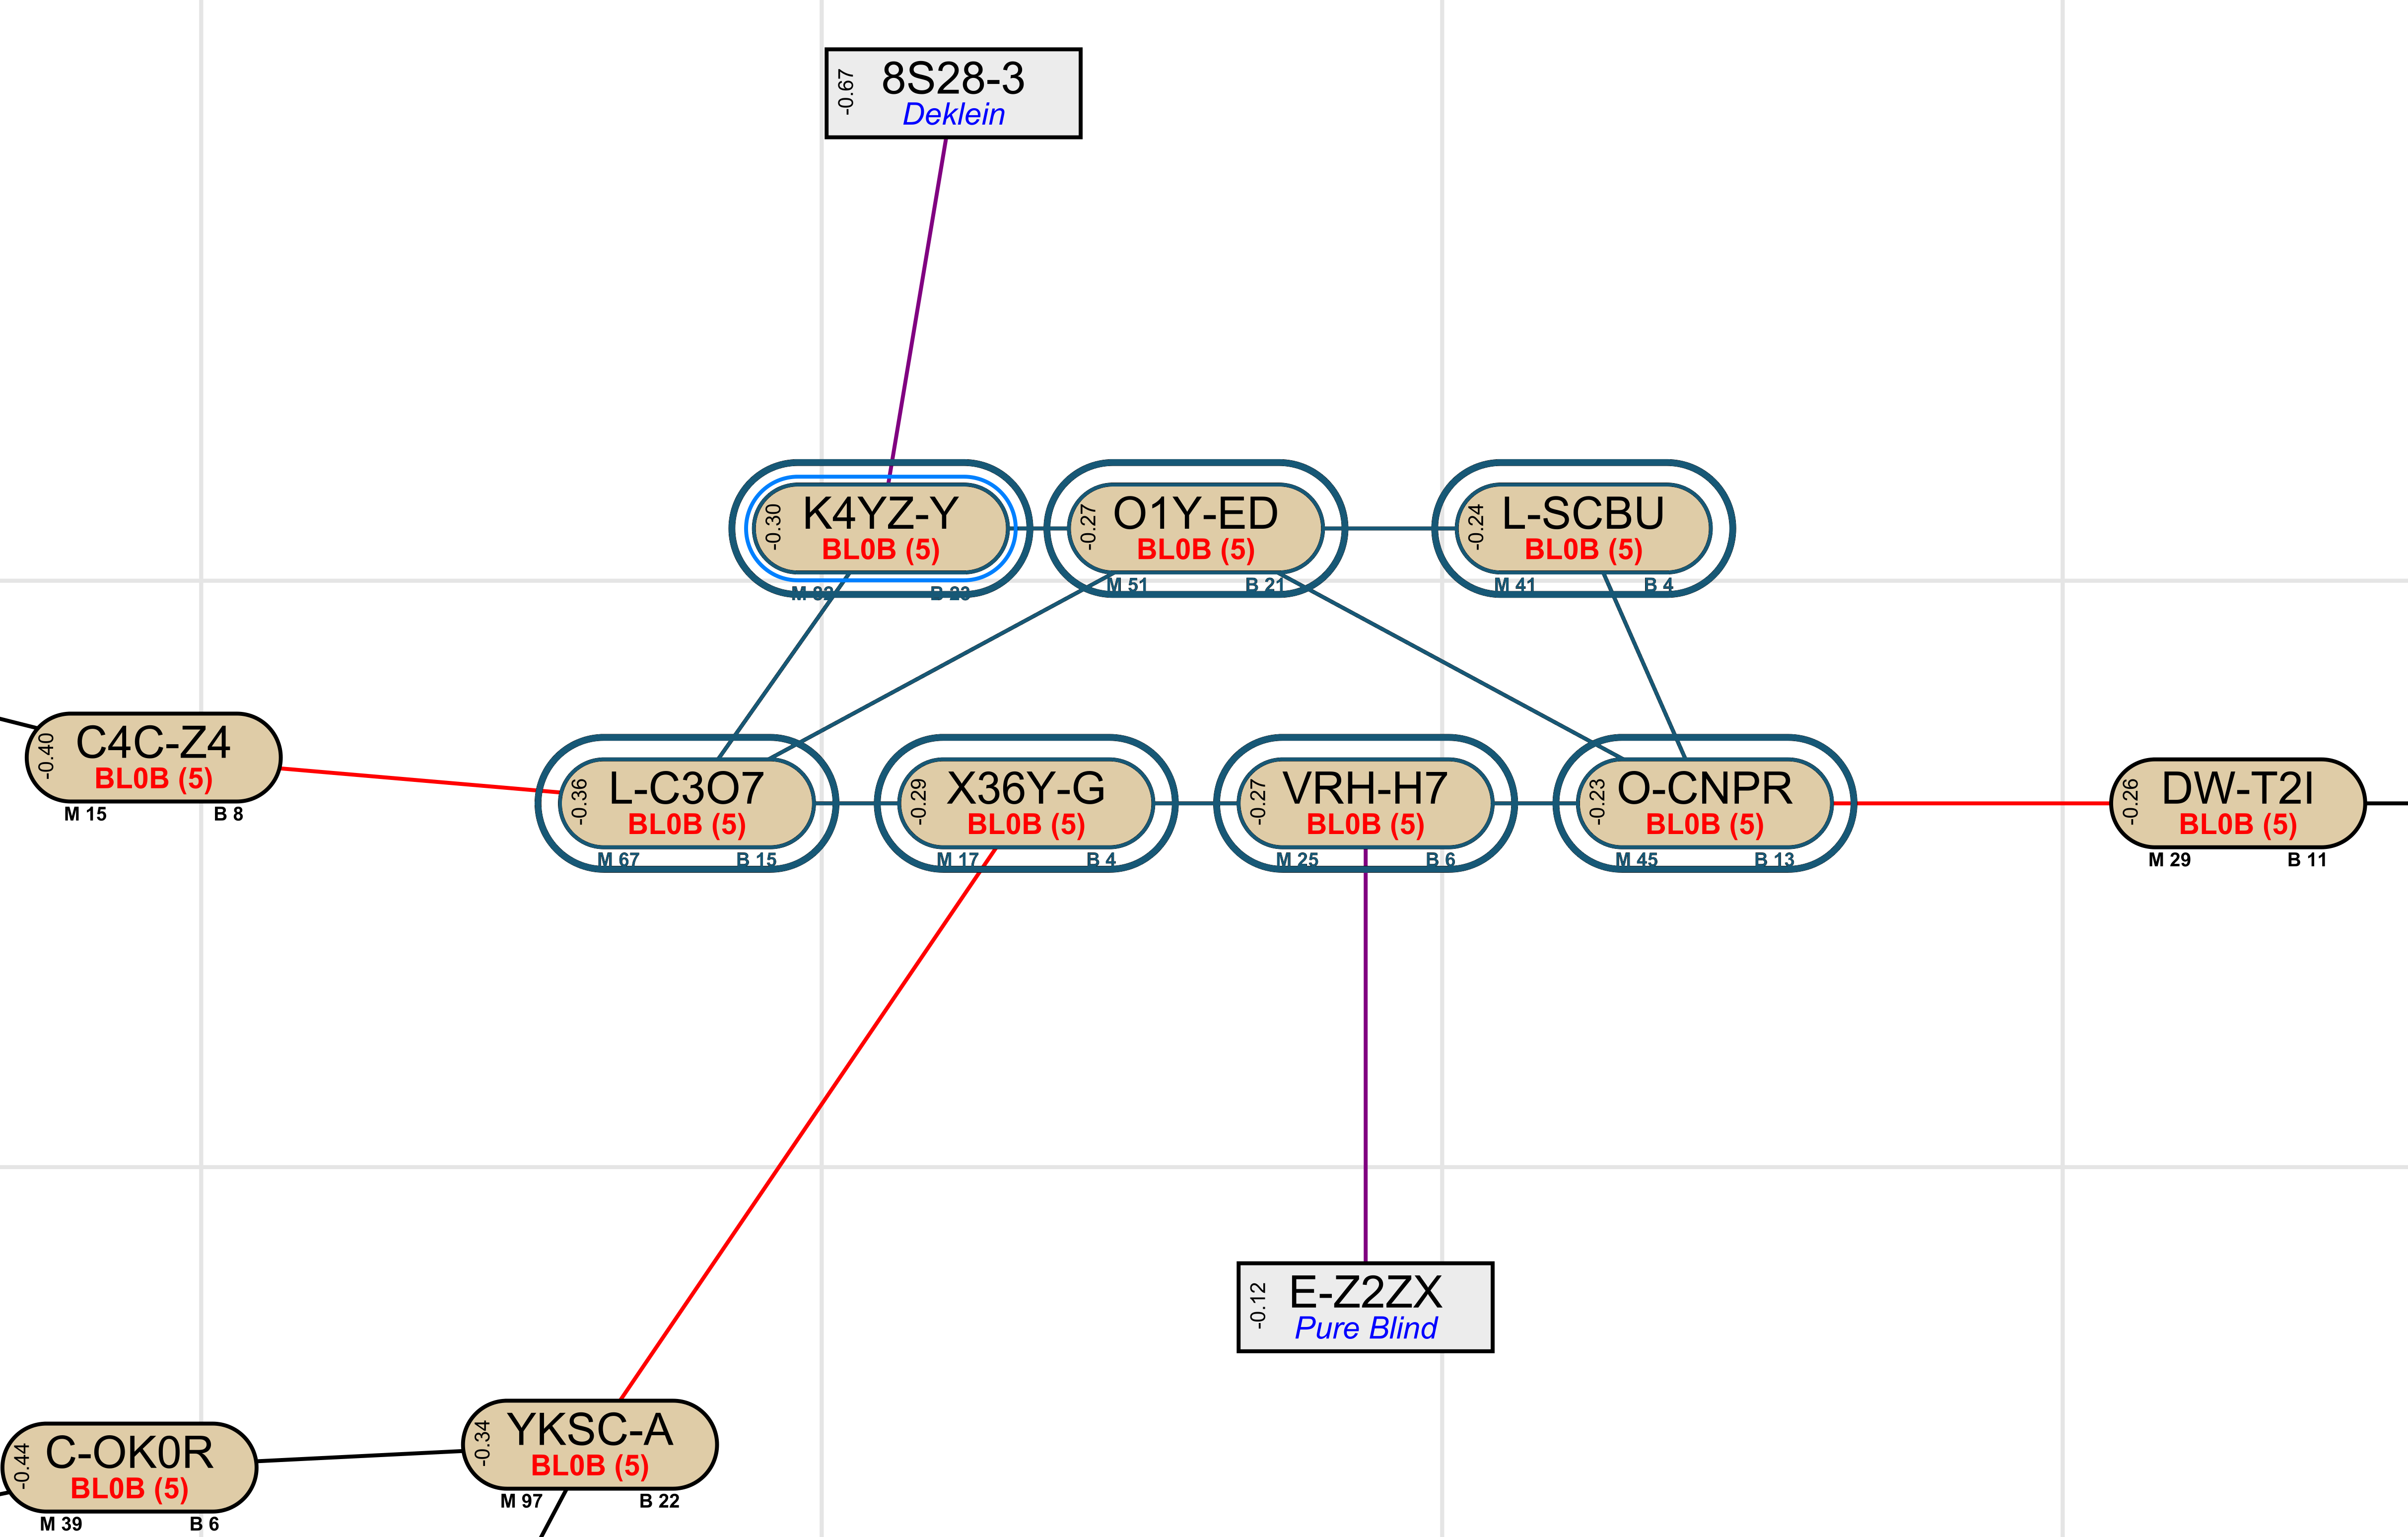 -0.67
8S28-3
Deklein
-0.30
K4YZ-Y
BL0B (5)
B 23
-0.27
O1Y-ED
BL0B (5)
M 51
B 21
-0.24
L-SCBU
BL0B (5)
M 41
B 4
-0.40
C4C-Z4
BL0B (5)
M 15
B 8
-0.36
L-C3O7
BL0B (5)
M 67
B 15
-0.29
X36Y-G
BL0B (5)
M 17
B 4
-0.27
VRH-H7
BL0B (5)
M 25
B 6
-0.23
O-CNPR
BL0B (5)
M 45
B 13
-0.26
DW-T2I
BL0B (5)
M 29
B 11
-0.12
E-Z2ZX
Pure Blind
-0.44
C-OK0R
BL0B (5)
M 39
B 6
-0.34
YKSC-A
BL0B (5)
M 97
B 22